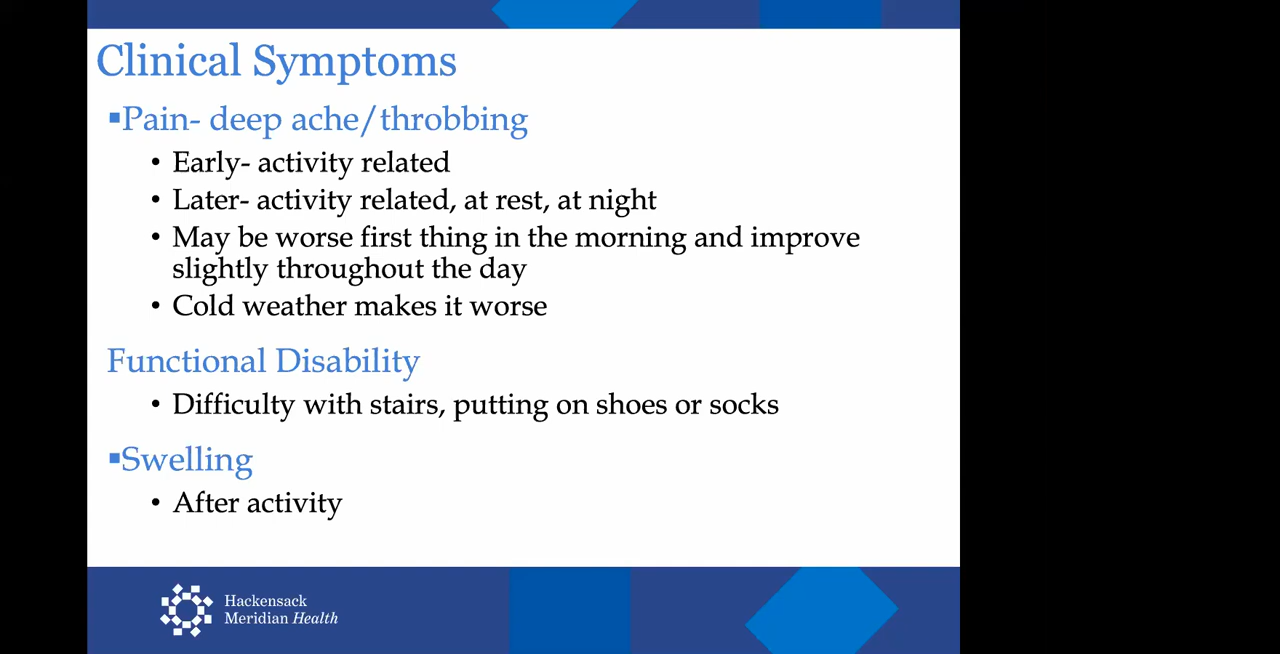 Clinical Symptoms
▪Pain- deep ache/throbbing
• Early- activity related
• Later- activity related, at rest, at night
• May be worse first thing in the morning and improve
slightly throughout the day
• Cold weather makes it worse
Functional Disability
• Difficulty with stairs, putting on shoes or socks
▪Swelling
• After activity
Hackensack
Meridian Health